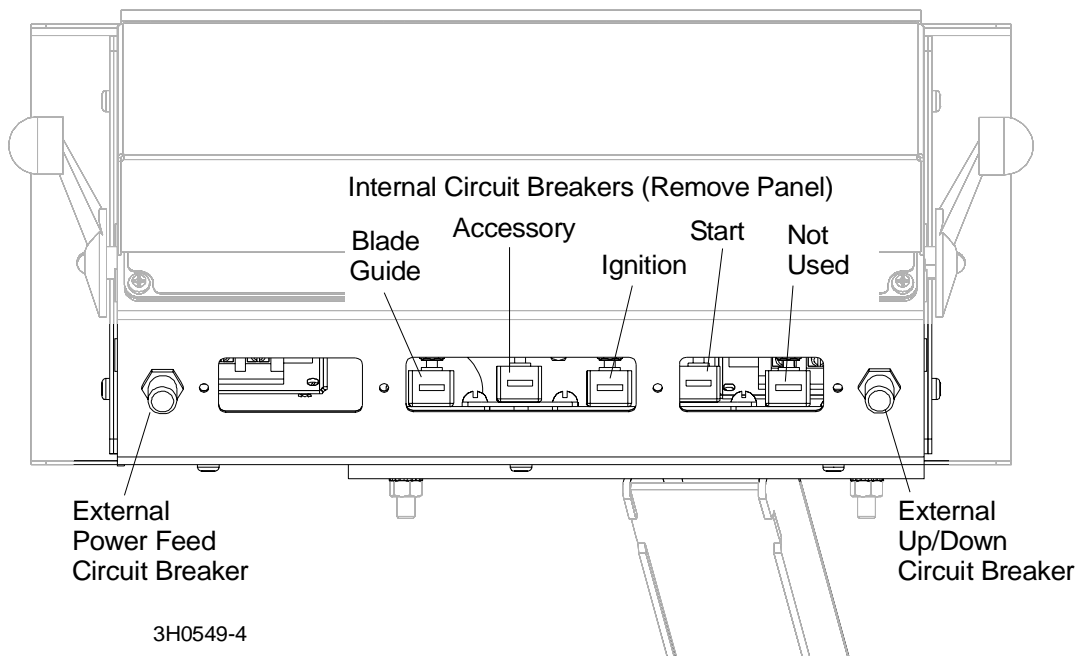 Internal Circuit Breakers (Remove Panel)
Blade
Guide
Accessory
Ignition
Start
Not
Used
External
Power Feed
Circuit Breaker
External
Up/Down
Circuit Breaker
3H0549-4